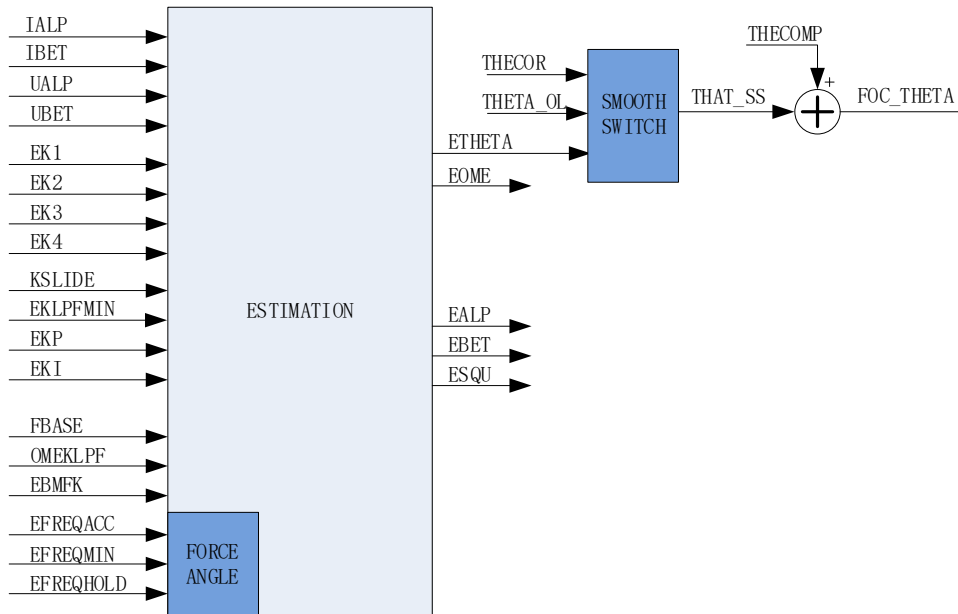 IALP
IBET
UALP
UBET
EK1
EK2
EK3
EK4
KSLIDE
EKLPFMIN
EKP
EKI
FBASE
OMEKLPF
EBMFK
EFREQACC
EFREQMIN
EFREQHOLD
FORCE
ANGLE
ESTIMATION
ETHETA
EOME
EALP
EBET
ESQU
THECOR
THETA_OL
SMOOTH
SWITCH
THAT_SS
THECOMP
+
FOC_THETA